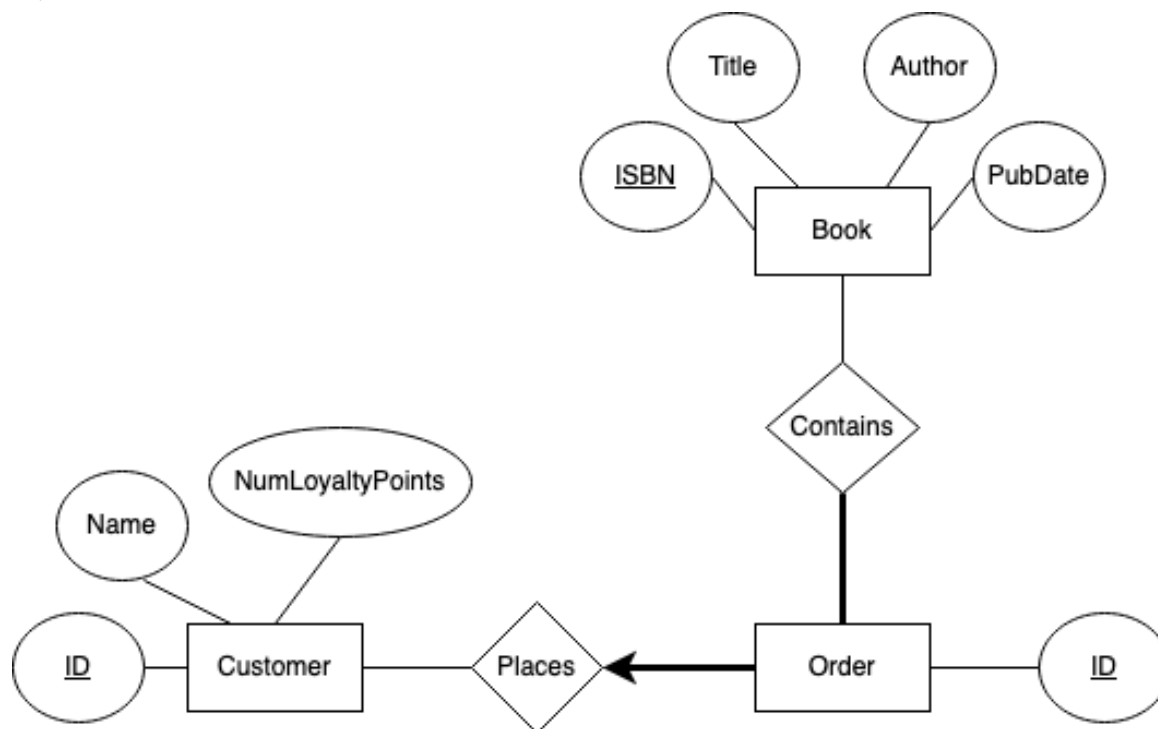 Title
Author
ISBN
PubDate
Book
Contains
NumLoyaltyPoints
Name
ID
Customer
Places
Order
ID